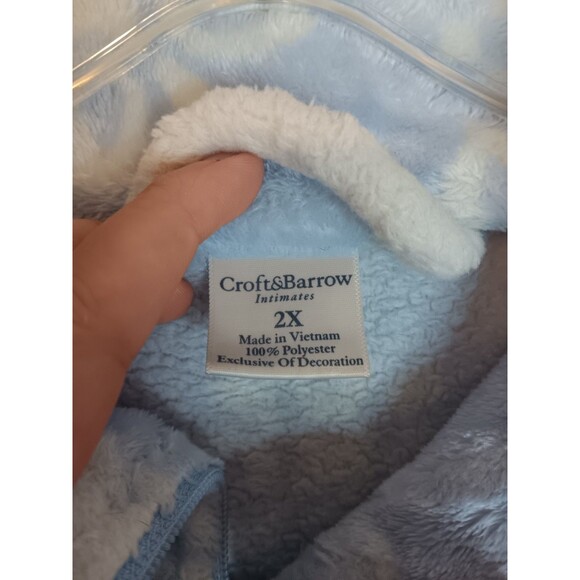 Croft&Barrow
Intimates
2X
Made in Vietnam
100% Polyester
Exclusive Of Decoration